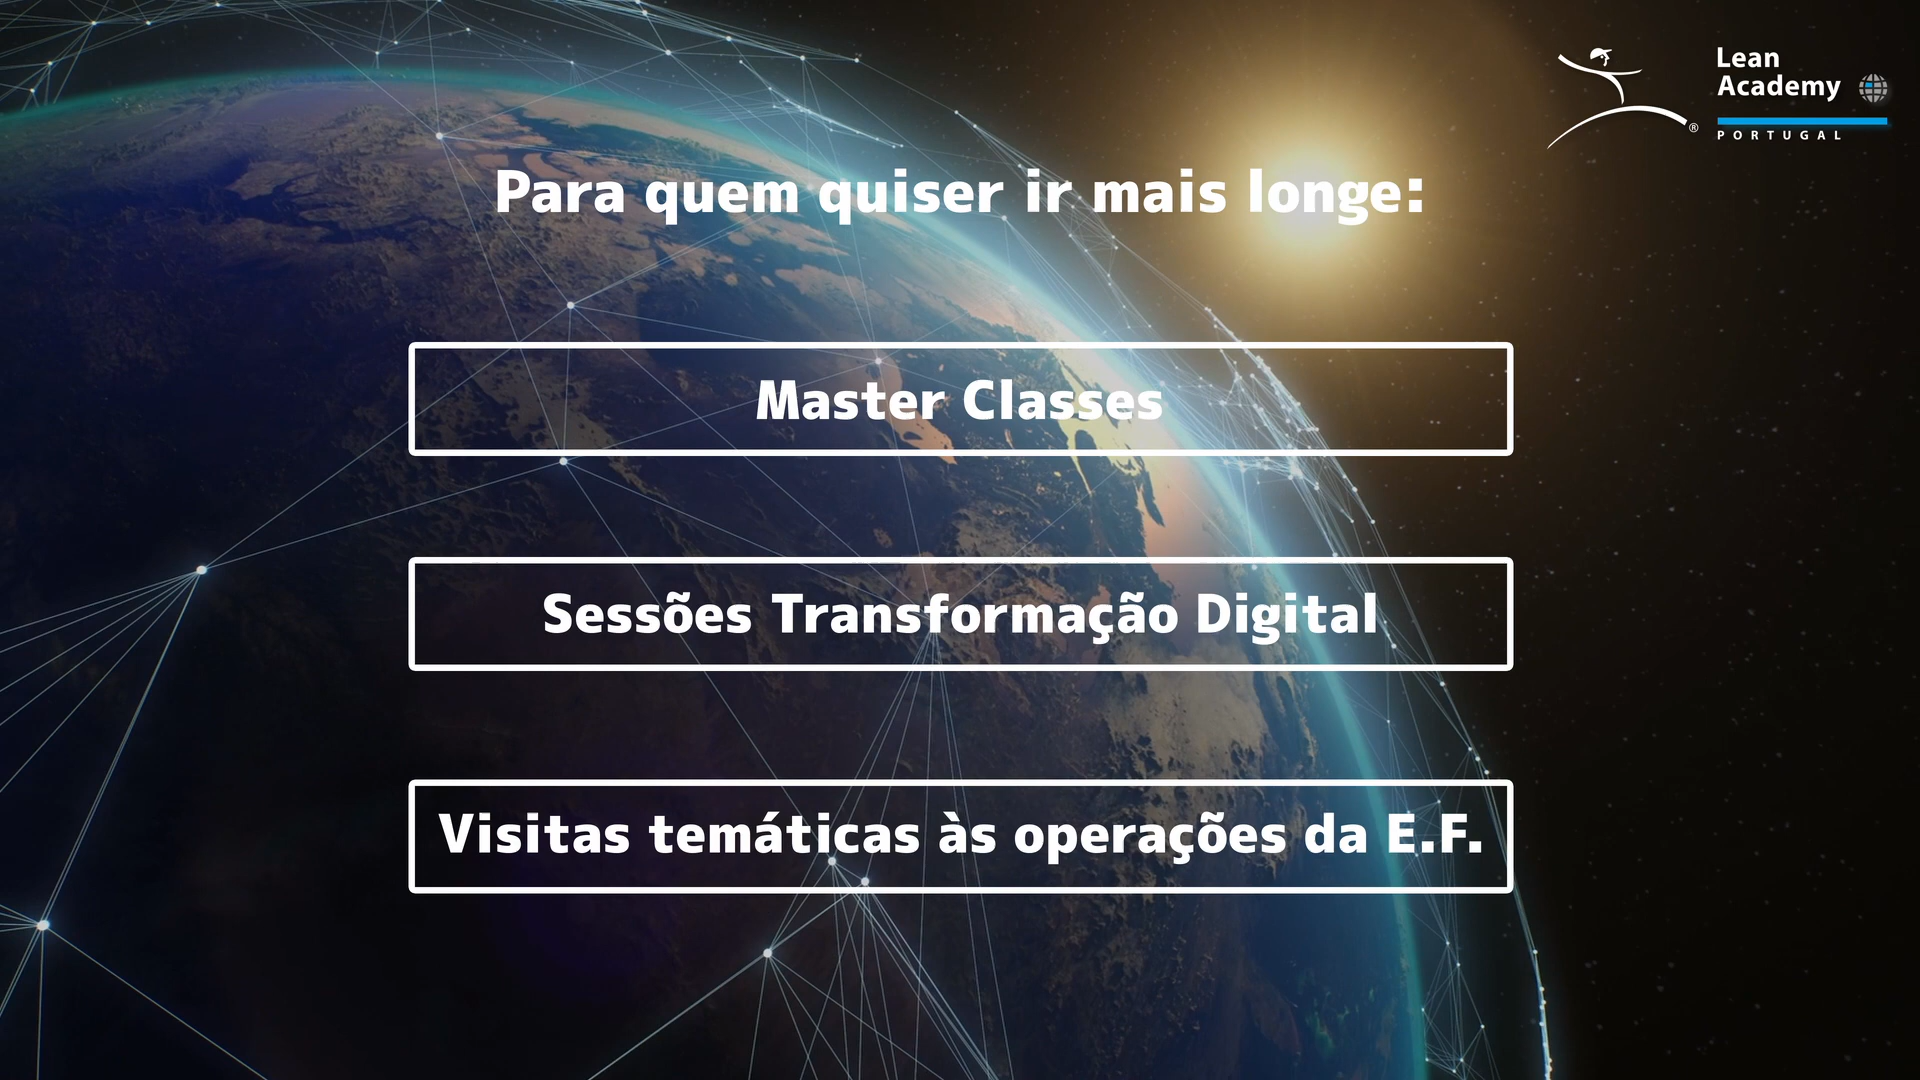 Lean
Academy
PORTUGAL
®
Para quem quiser ir mais longe:
Master Classes
Sessões Transformação Digital
Visitas temáticas às operações da E.F.